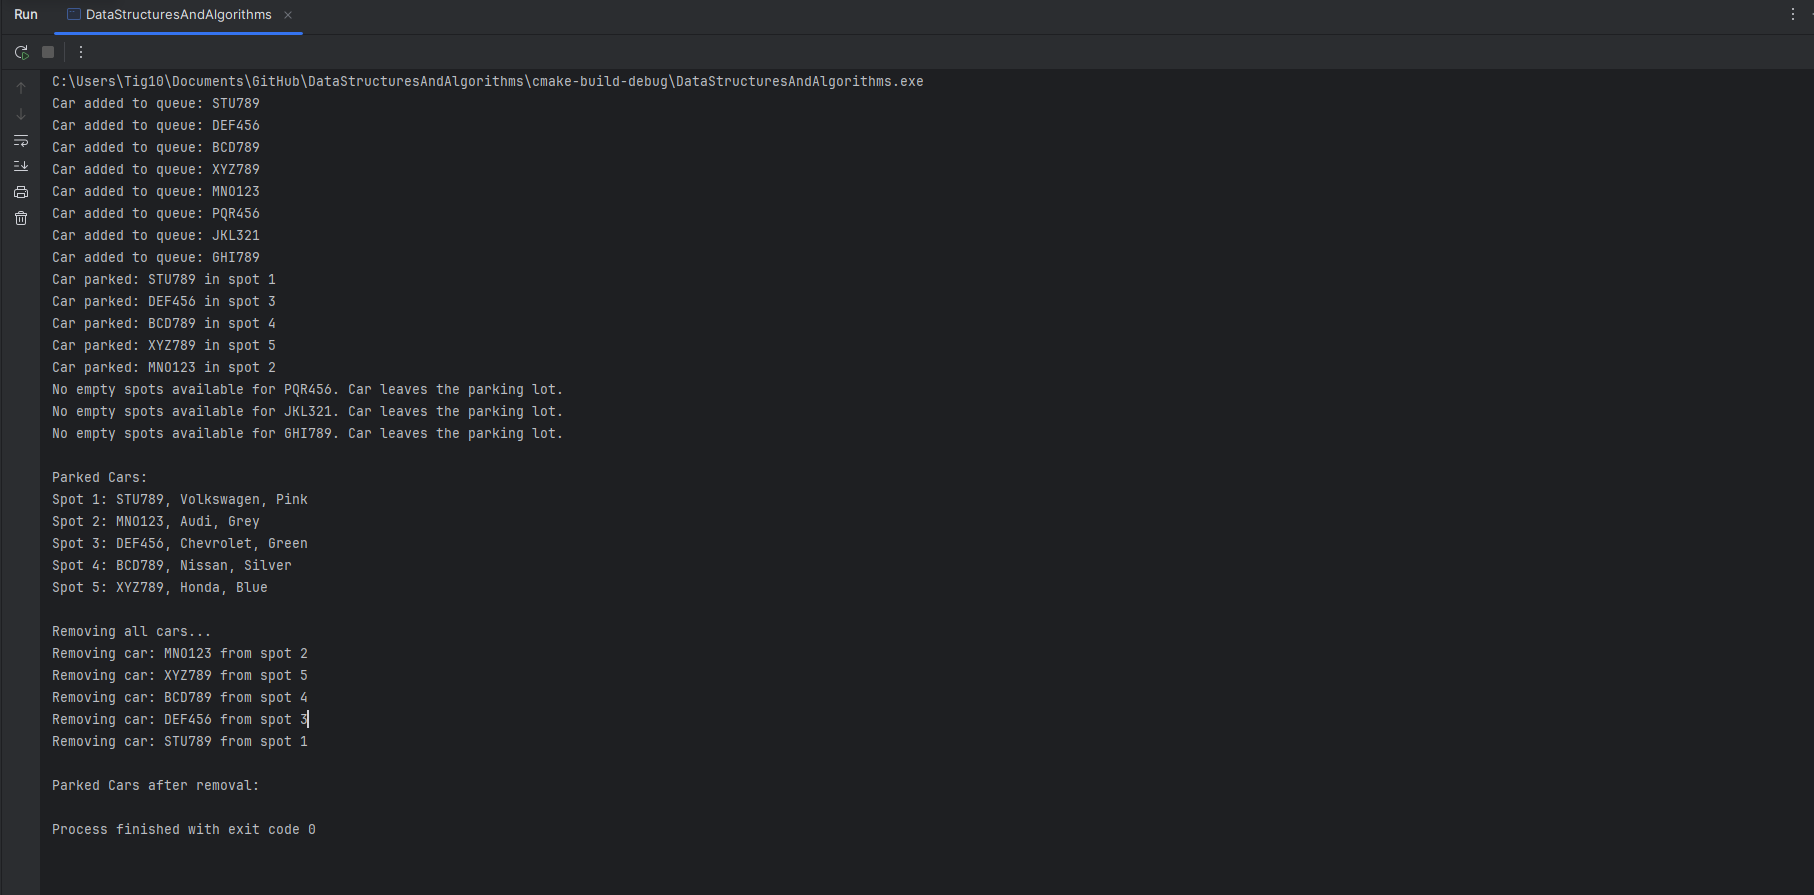 Run DataStructuresAndAlgorithms
C:\Users\Tig10\Documents\GitHub\DataStructuresAndAlgorithms\cmake-build-debug\DataStructuresAndAlgorithms.exe
Car added to queue: STU789
Car added to queue: DEF456
Car added to queue: BCD789
Car added to queue: XYZ789
Car added to queue: MNO123
Car added to queue: PQR456
Car added to queue: JKL321
Car added to queue: GHI789
Car parked: STU789 in spot 1
Car parked: DEF456 in spot 3
Car parked: BCD789 in spot 4
Car parked: XYZ789 in spot 5
Car parked: MNO123 in spot 2
No empty spots available for PQR456. Car leaves the parking lot.
No empty spots available for JKL321. Car leaves the parking lot.
No empty spots available for GHI789. Car leaves the parking lot.
Parked Cars:
Spot 1: STU789, Volkswagen, Pink
Spot 2: MNO123, Audi, Grey
Spot 3: DEF456, Chevrolet, Green
Spot 4: BCD789, Nissan, Silver
Spot 5: XYZ789, Honda, Blue
Removing all cars...
Removing car: MNO123 from spot 2
Removing car: XYZ789 from spot 5
Removing car: BCD789 from spot 4
Removing car: DEF456 from spot 3
Removing car: STU789 from spot 1
Parked Cars after removal:
Process finished with exit code 0